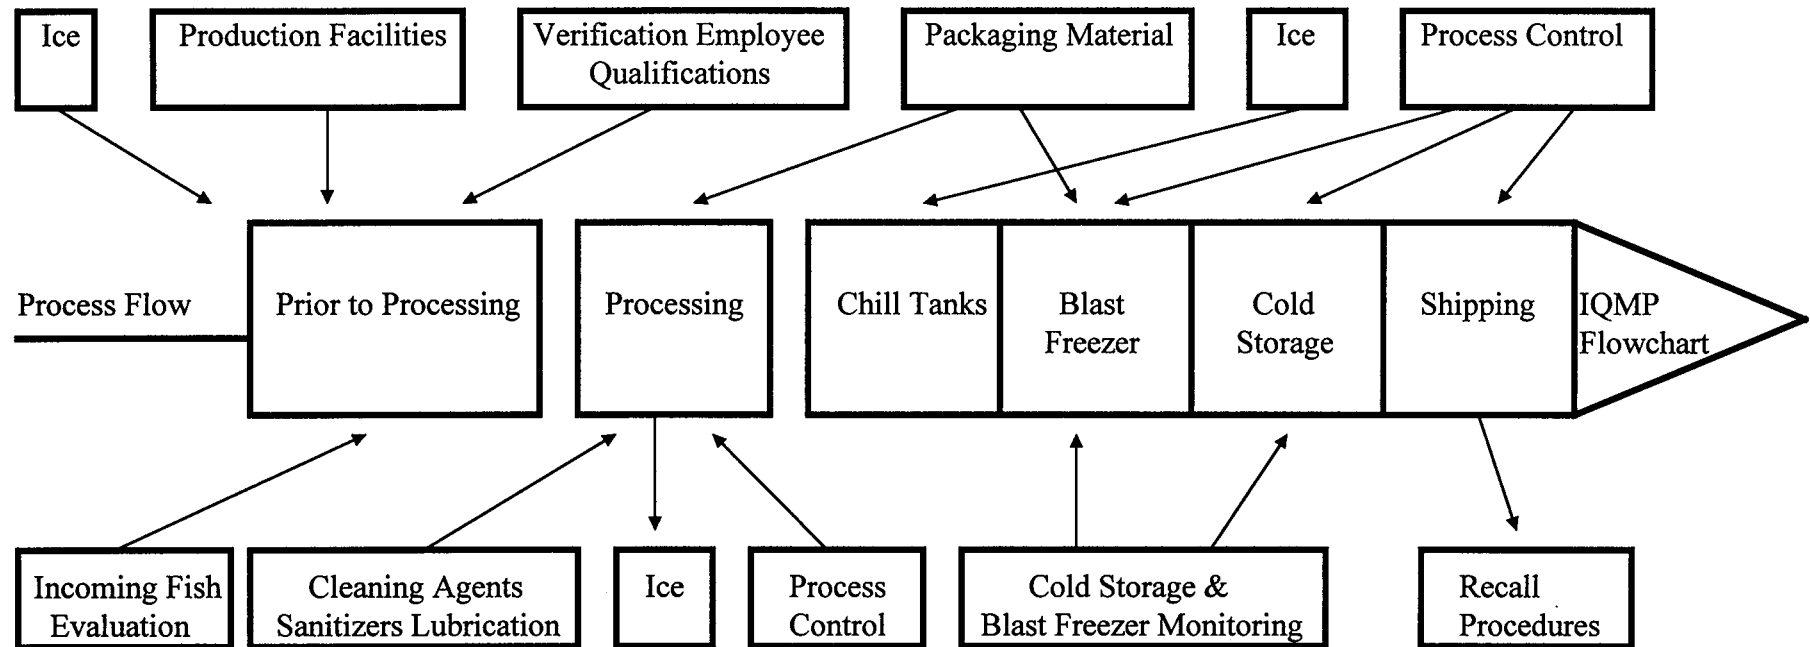 Ice
Production Facilities
Verification Employee
Qualifications
Packaging Material
Ice
Process Control
Process Flow
Prior to Processing
Processing
Chill Tanks
Blast
Freezer
Cold
Storage
Shipping
IQMP
Flowchart
Incoming Fish
Evaluation
Cleaning Agents
Sanitizers Lubrication
Ice
Process
Control
Cold Storage &
Blast Freezer Monitoring
Recall
Procedures